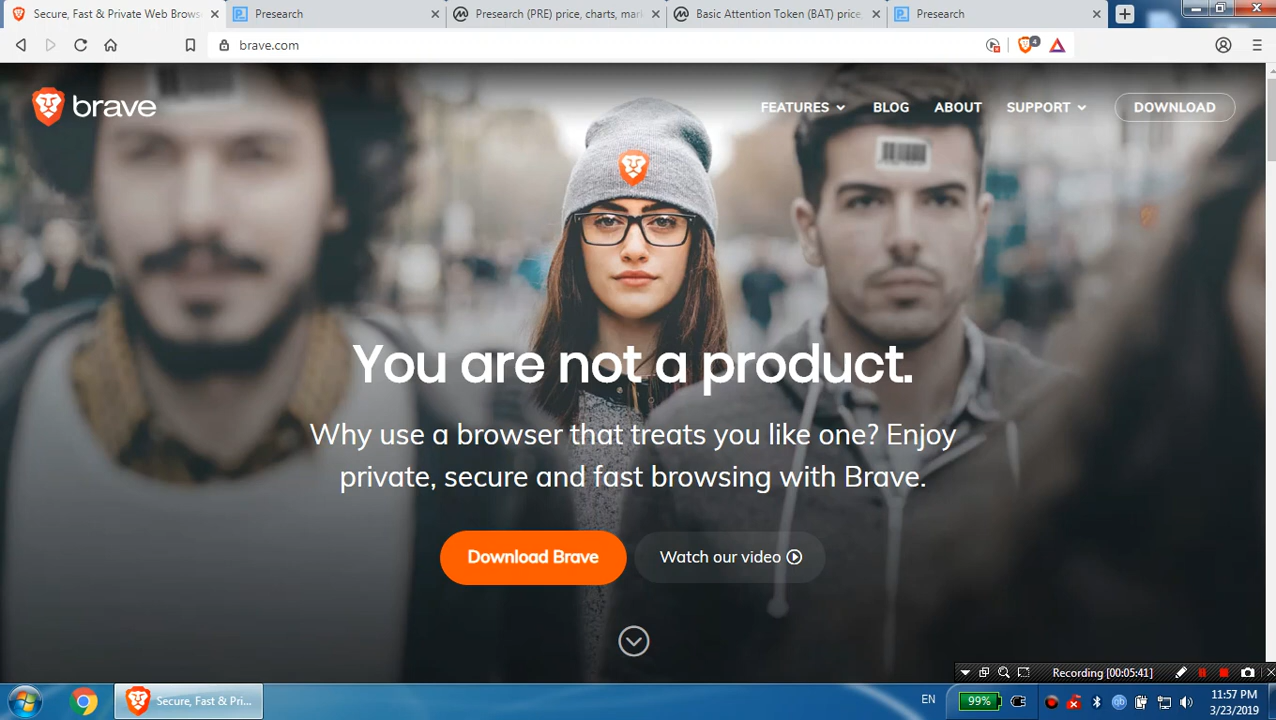 Secure, Fast & Private Web Brows
Presearch
Presearch (PRE) price, charts, mar
Basic Attention Token (BAT) price
Presearch
brave.com
4
brave
FEATURES
BLOG
ABOUT
SUPPORT
DOWNLOAD
You are not a product.
Why use a browser that treats you like one? Enjoy
private, secure and fast browsing with Brave.
Download Brave
Watch our video
Recording [00:05:41]
Secure, Fast & Pri...
EN
99%
qb
11:57 PM
3/23/2019